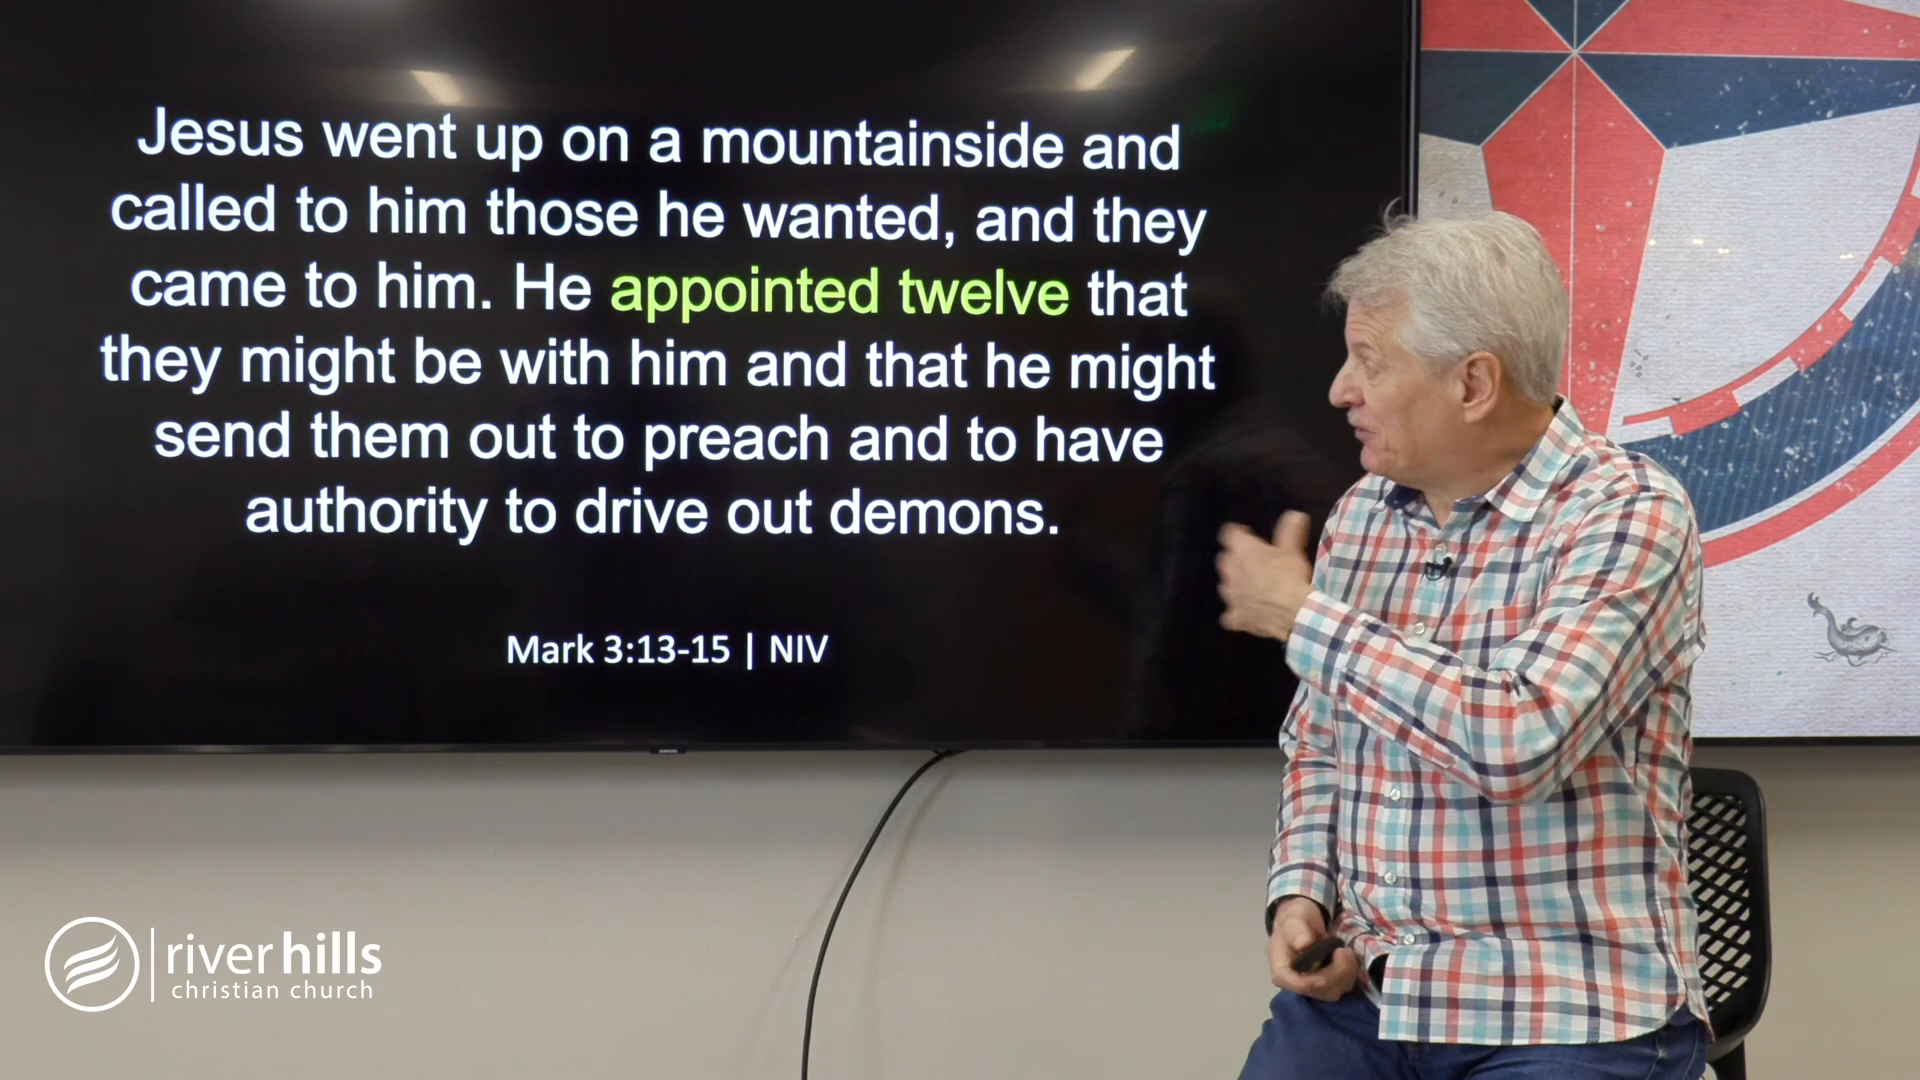 Jesus went up on a mountainside and
called to him those he wanted, and they
came to him. He appointed twelve that
they might be with him and that he might
send them out to preach and to have
authority to drive out demons.
Mark 3:13-15 | NIV
river hills
christian church